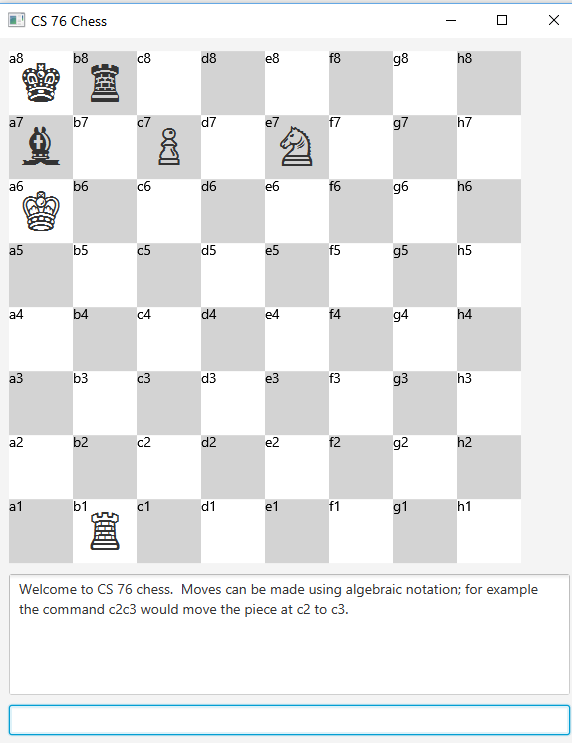 CS 76 Chess
a8 b8 c8 d8 e8 f8 g8 h8
a7 b7 c7 d7 e7 f7 g7 h7
a6 b6 c6 d6 e6 f6 g6 h6
a5 b5 c5 d5 e5 f5 g5 h5
a4 b4 c4 d4 e4 f4 g4 h4
a3 b3 c3 d3 e3 f3 g3 h3
a2 b2 c2 d2 e2 f2 g2 h2
a1 b1 c1 d1 e1 f1 g1 h1
Welcome to CS 76 chess.  Moves can be made using algebraic notation; for example
the command c2c3 would move the piece at c2 to c3.